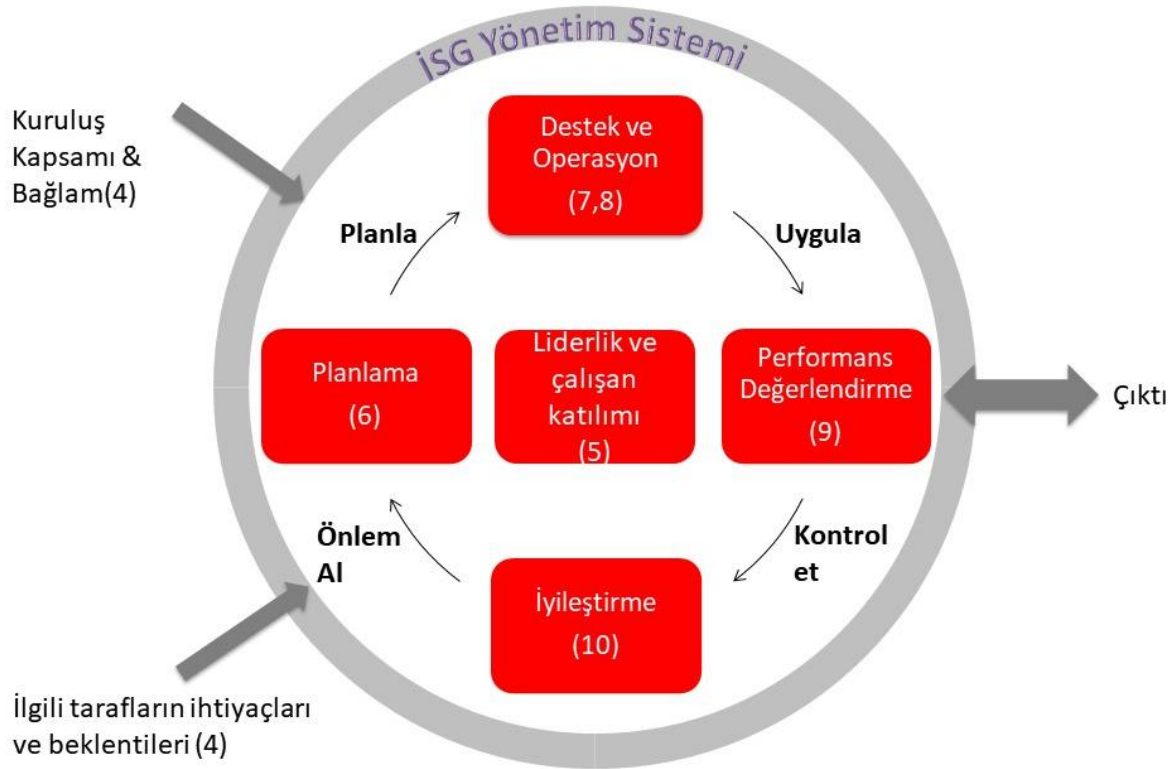 İSG Yönetim Sistemi
Kuruluş
Kapsamı &
Bağlam(4)
Destek ve
Operasyon
(7,8)
Planla
Uygula
Planlama
(6)
Liderlik ve
çalışan
katılımı
(5)
Performans
Değerlendirme
(9)
Çıktı
Önlem
Al
Kontrol
et
İyileştirme
(10)
İlgili tarafların ihtiyaçları
ve beklentileri (4)